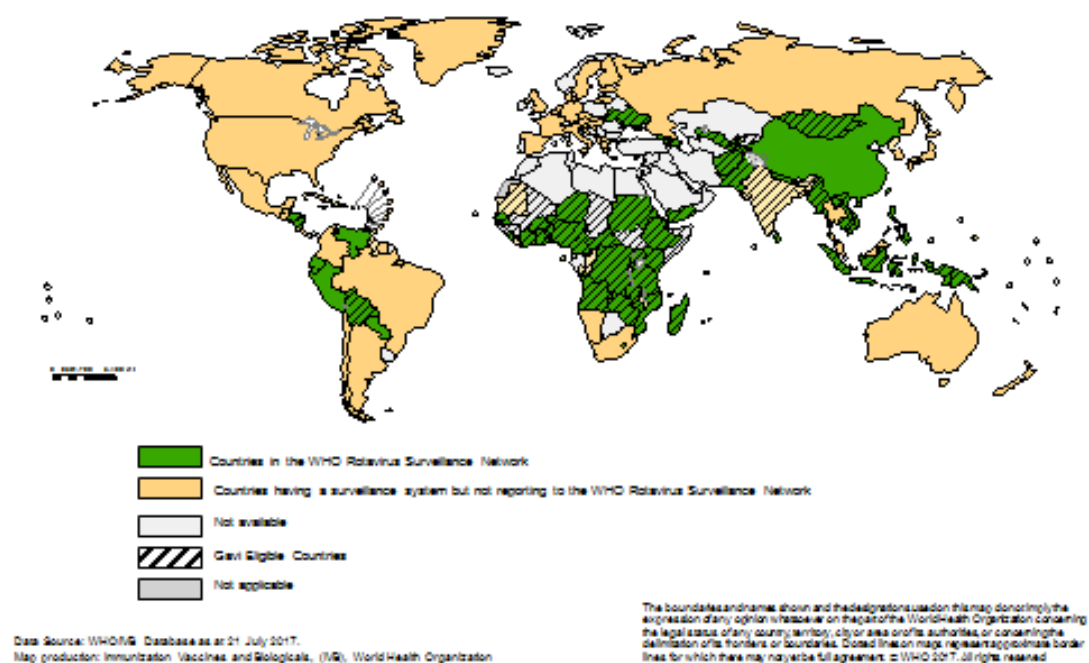 Countries in the WHO Rotavirus Surveillance Network
Countries having a surveillance system but not reporting to the WHO Rotavirus Surveillance Network
Not available
Gavi Eligible Countries
Not applicable
Data Source: WHO/IVB Database as at 21 July 2017.
Map production: Immunization Vaccines and Biologicals, (IVB), World Health Organization
The boundaries and names shown and the designations used on this map do not imply the
expression of any opinion whatsoever on the part of the World Health Organization concerning
the legal status of any country, territory, city or area or of its authorities, or concerning the
delimitation of its frontiers or boundaries. Dotted lines on maps represent approximate border
lines for which there may not yet be full agreement. © WHO 2017. All rights reserved